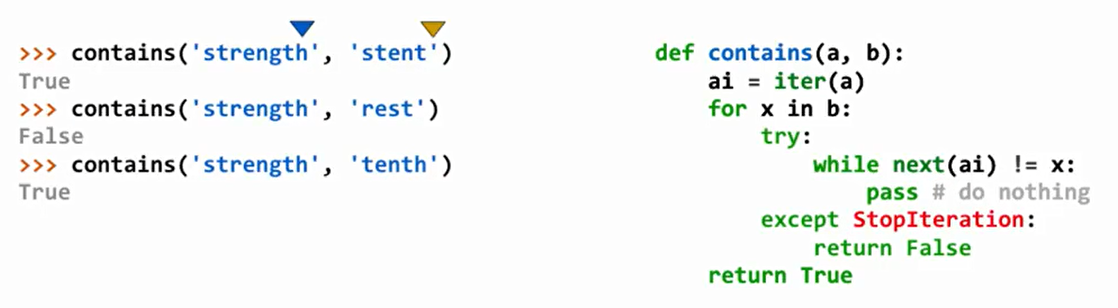 >>> contains('strength', 'stent')
True
>>> contains('strength', 'rest')
False
>>> contains('strength', 'tenth')
True
def contains(a, b):
    ai = iter(a)
    for x in b:
        try:
            while next(ai) != x:
                pass # do nothing
        except StopIteration:
            return False
    return True